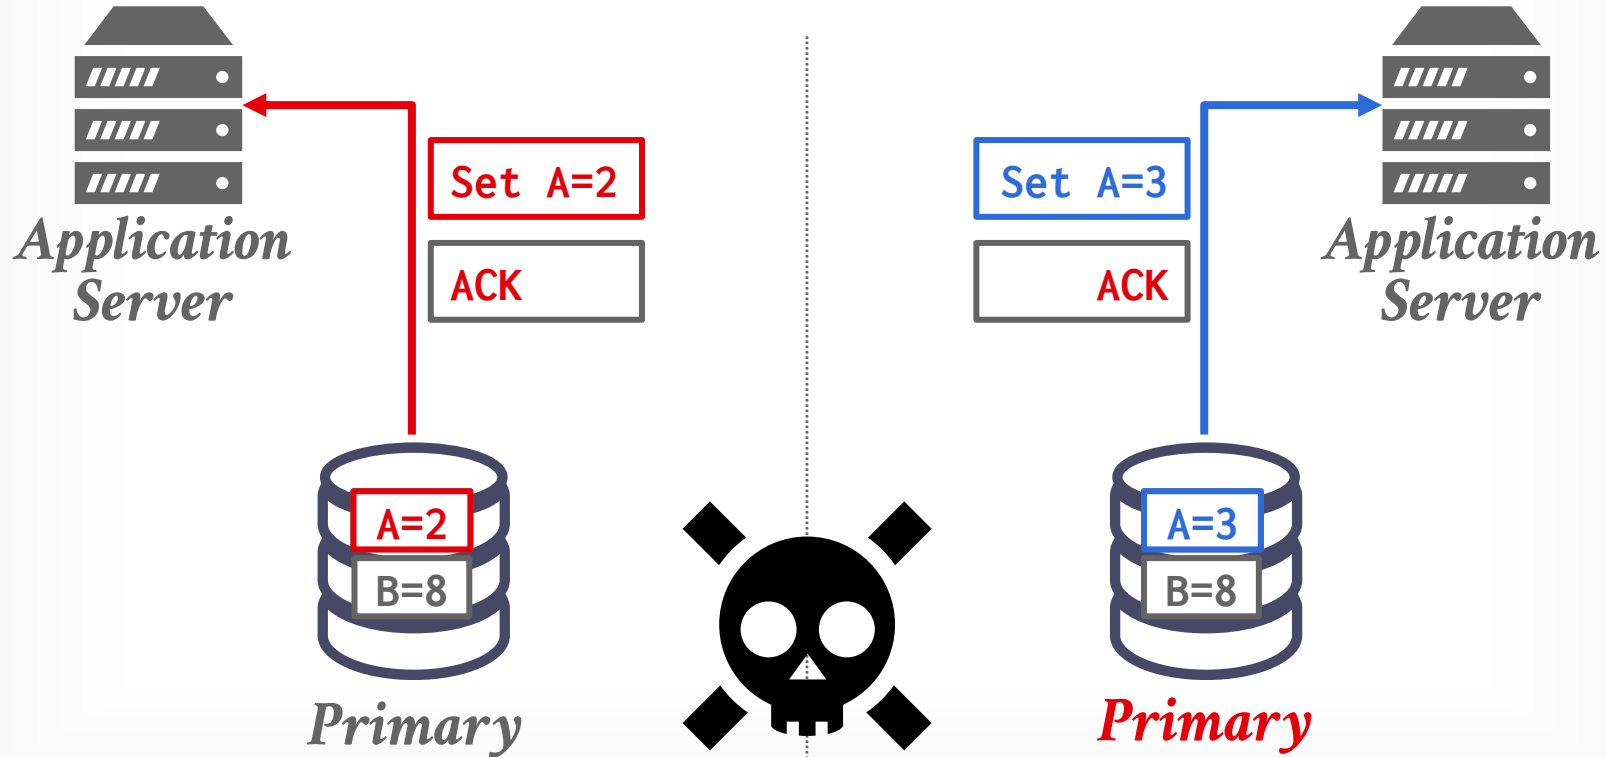 Application
Server
Set A=2
ACK
A=2
B=8
Primary
Set A=3
ACK
Application
Server
A=3
B=8
Primary